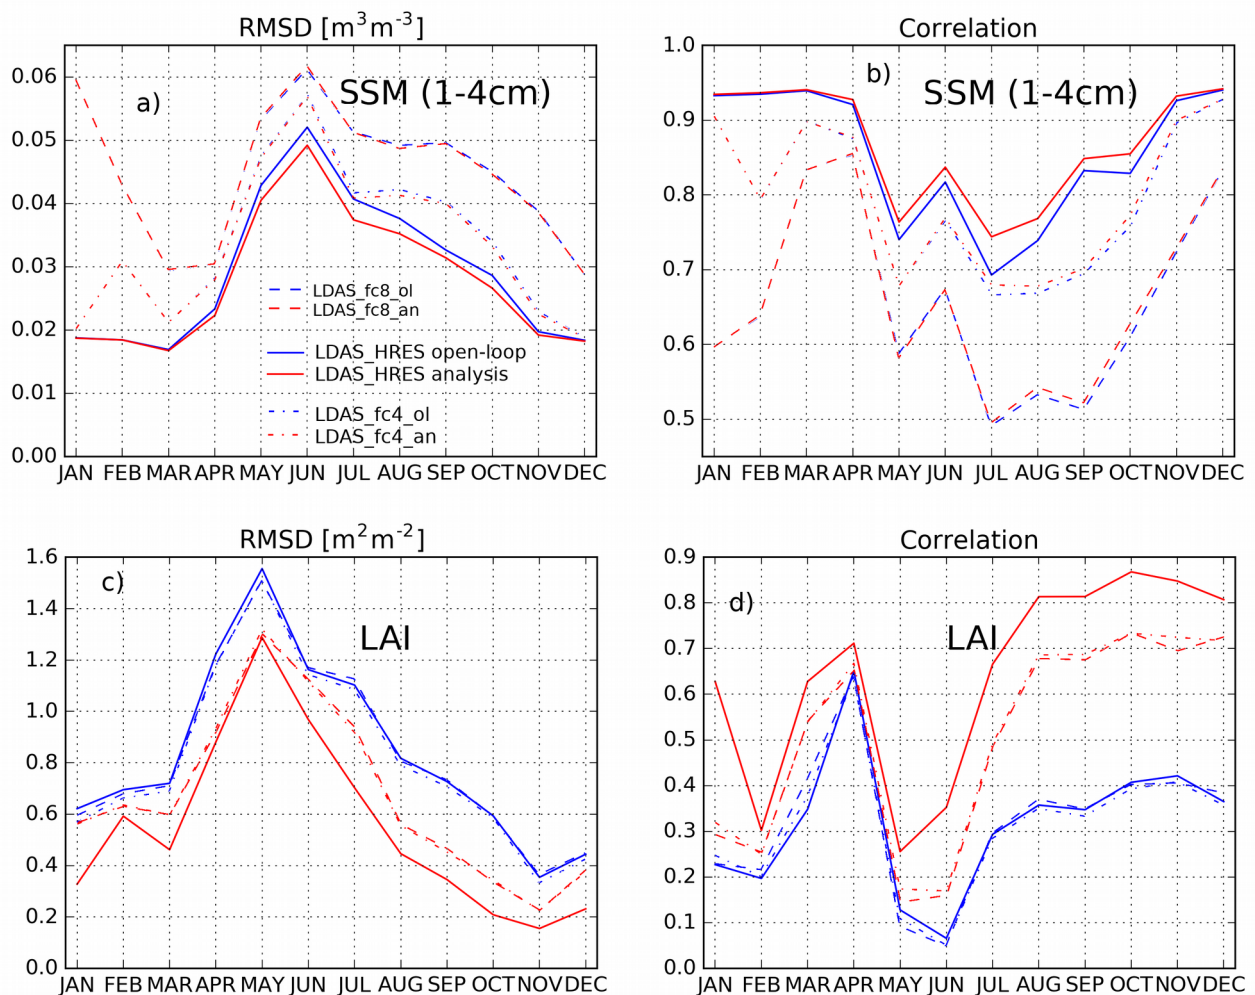 RMSD [m³m⁻³]
0.06
0.05
0.04
0.03
0.02
0.01
0.00
a)
SSM (1-4cm)
LDAS_fc8_ol
LDAS_fc8_an
LDAS_HRES open-loop
LDAS_HRES analysis
LDAS_fc4_ol
LDAS_fc4_an
JAN FEB MAR APR MAY JUN JUL AUG SEP OCT NOV DEC
Correlation
1.0
0.9
0.8
0.7
0.6
0.5
b)
SSM (1-4cm)
JAN FEB MAR APR MAY JUN JUL AUG SEP OCT NOV DEC
RMSD [m²m⁻²]
1.6
1.4
1.2
1.0
0.8
0.6
0.4
0.2
0.0
c)
LAI
JAN FEB MAR APR MAY JUN JUL AUG SEP OCT NOV DEC
Correlation
0.9
0.8
0.7
0.6
0.5
0.4
0.3
0.2
0.1
0.0
d)
LAI
JAN FEB MAR APR MAY JUN JUL AUG SEP OCT NOV DEC